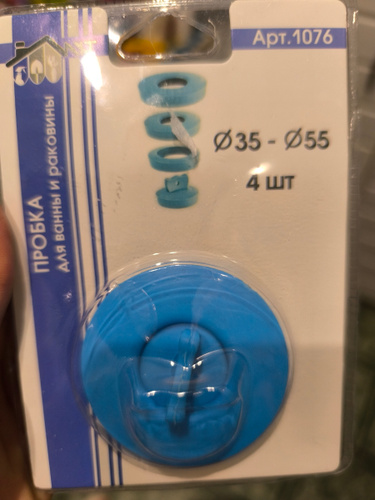 Арт.1076
Ø35 - Ø55
4 шт
ПРОБКА
для ванны и раковины